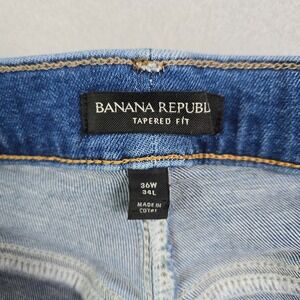 BANANA REPUBL
TAPERED FIT
36W
34L
MADE IN